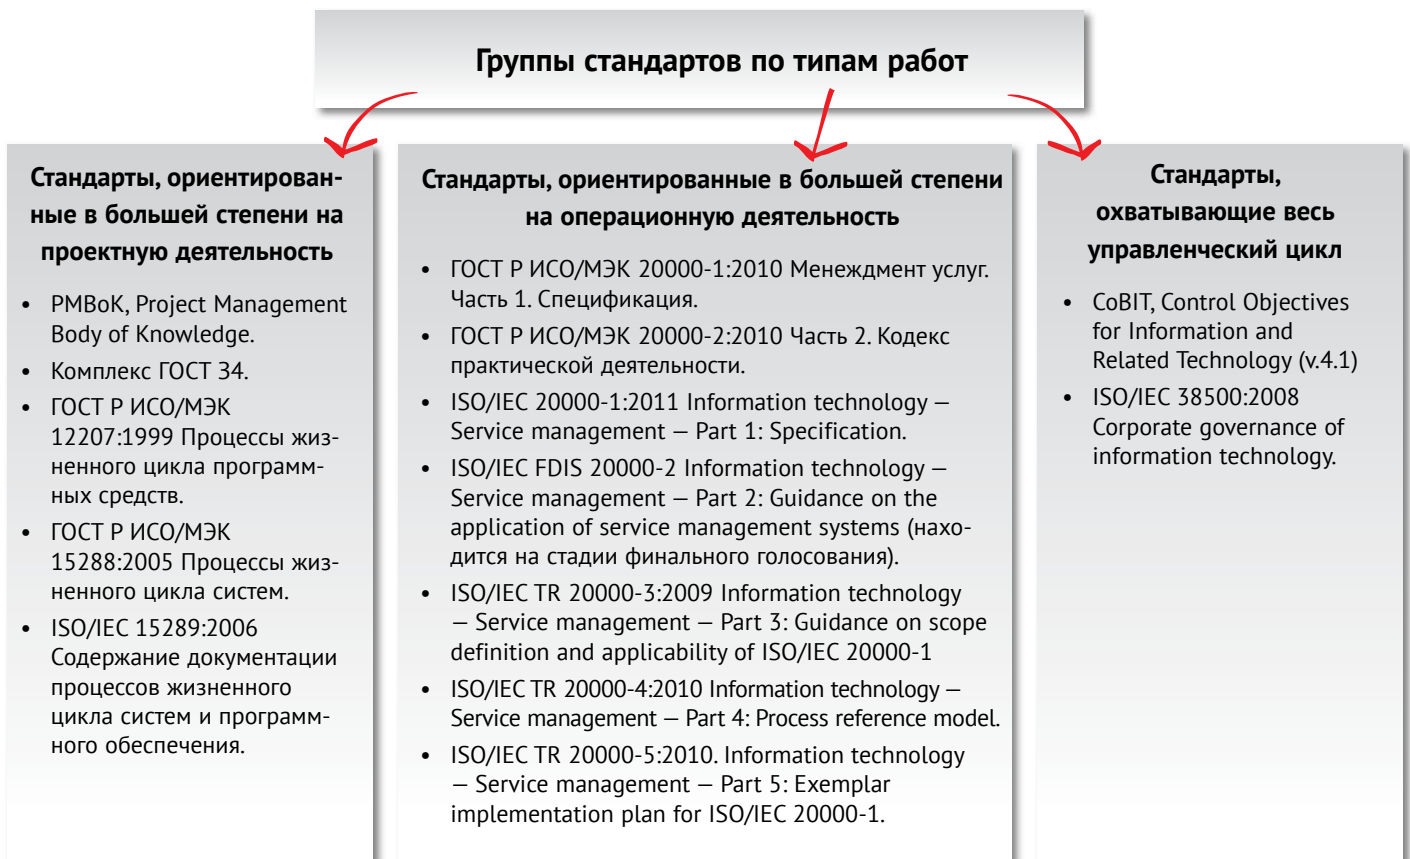 Группы стандартов по типам работ
Стандарты, ориентирован-
ные в большей степени на
проектную деятельность
• PMBoK, Project Management
Body of Knowledge.
• Комплекс ГОСТ 34.
• ГОСТ Р ИСО/МЭК
12207:1999 Процессы жиз-
ненного цикла программ-
ных средств.
• ГОСТ Р ИСО/МЭК
15288:2005 Процессы жиз-
ненного цикла систем.
• ISO/IEC 15289:2006
Содержание документации
процессов жизненного
цикла систем и программ-
ного обеспечения.
Стандарты, ориентированные в большей степени
на операционную деятельность
• ГОСТ Р ИСО/МЭК 20000-1:2010 Менеждмент услуг.
Часть 1. Спецификация.
• ГОСТ Р ИСО/МЭК 20000-2:2010 Часть 2. Кодекс
практической деятельности.
• ISO/IEC 20000-1:2011 Information technology —
Service management — Part 1: Specification.
• ISO/IEC FDIS 20000-2 Information technology —
Service management — Part 2: Guidance on the
application of service management systems (нахо-
дится на стадии финального голосования).
• ISO/IEC TR 20000-3:2009 Information technology
— Service management — Part 3: Guidance on scope
definition and applicability of ISO/IEC 20000-1
• ISO/IEC TR 20000-4:2010 Information technology —
Service management — Part 4: Process reference model.
• ISO/IEC TR 20000-5:2010. Information technology
— Service management — Part 5: Exemplar
implementation plan for ISO/IEC 20000-1.
Стандарты,
охватывающие весь
управленческий цикл
• CoBIT, Control Objectives
for Information and
Related Technology (v.4.1)
• ISO/IEC 38500:2008
Corporate governance of
information technology.